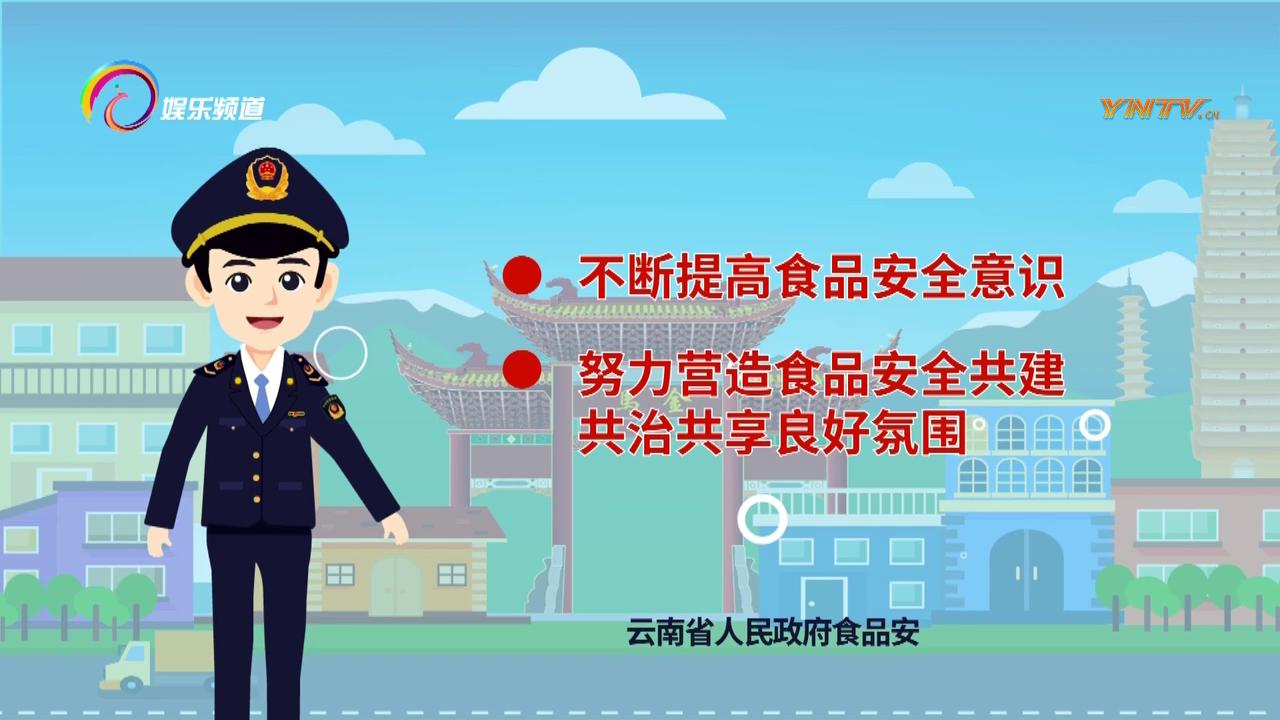 娱乐频道
YNTV.CN
不断提高食品安全意识
努力营造食品安全共建
共治共享良好氛围
云南省人民政府食品安